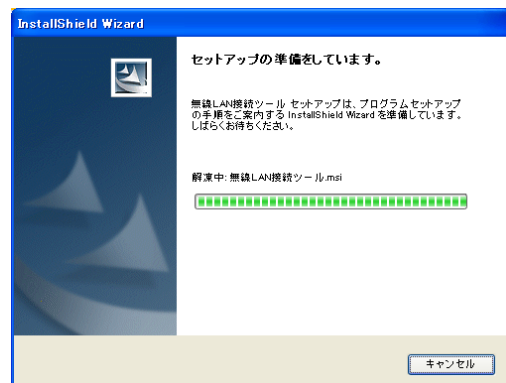 InstallShield Wizard
セットアップの準備をしています。
無線LAN接続ツール セットアップは、プログラムセットアップ
の手順をご案内する InstallShield Wizard を準備しています。
しばらくお待ちください。
解凍中: 無線LAN接続ツール.msi
キャンセル